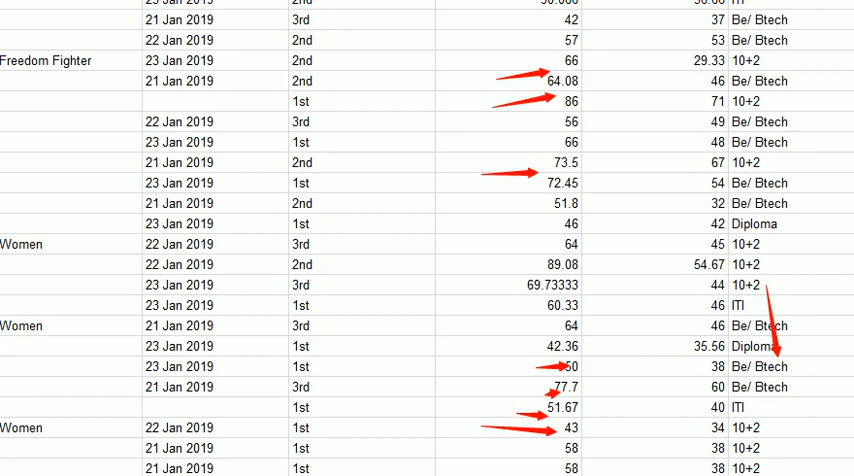 23 Jan 2019 2nd ITI
21 Jan 2019 3rd 42 37 Be/ Btech
22 Jan 2019 2nd 57 53 Be/ Btech
Freedom Fighter 23 Jan 2019 2nd 66 29.33 10+2
21 Jan 2019 2nd 64.08 46 Be/ Btech
1st 86 71 10+2
22 Jan 2019 3rd 56 49 Be/ Btech
23 Jan 2019 1st 66 48 Be/ Btech
21 Jan 2019 2nd 73.5 67 10+2
23 Jan 2019 1st 72.45 54 Be/ Btech
21 Jan 2019 2nd 51.8 32 Be/ Btech
23 Jan 2019 1st 46 42 Diploma
Women 22 Jan 2019 3rd 64 45 10+2
22 Jan 2019 2nd 89.08 54.67 10+2
23 Jan 2019 3rd 69.73333 44 10+2
23 Jan 2019 1st 60.33 46 ITI
Women 21 Jan 2019 3rd 64 46 Be/ Btech
23 Jan 2019 1st 42.36 35.56 Diploma
23 Jan 2019 1st 50 38 Be/ Btech
21 Jan 2019 3rd 77.7 60 Be/ Btech
1st 51.67 40 ITI
Women 22 Jan 2019 1st 43 34 10+2
21 Jan 2019 1st 58 38 10+2
21 Jan 2019 1st 58 38 10+2